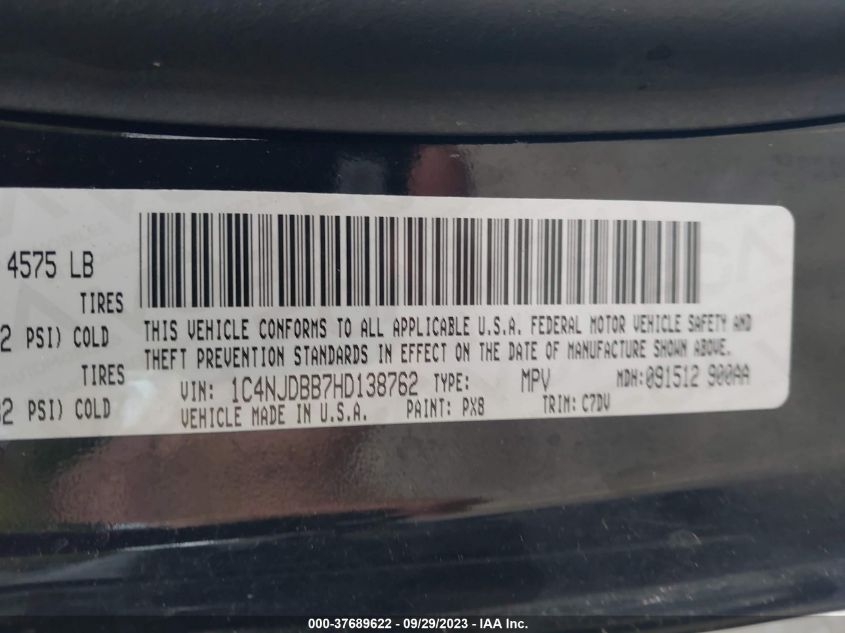 4575 LB
TIRES
2 PSI) COLD
THIS VEHICLE CONFORMS TO ALL APPLICABLE U.S.A. FEDERAL MOTOR VEHICLE SAFETY AND
THEFT PREVENTION STANDARDS IN EFFECT ON THE DATE OF MANUFACTURE SHOWN ABOVE.
TIRES
VIN: 1C4NJDBB7HD138762 TYPE: MPV MDH:091512 900AA
32 PSI) COLD
VEHICLE MADE IN U.S.A. PAINT: PX8 TRIM: C7DV
000-37689622 - 09/29/2023 - IAA Inc.